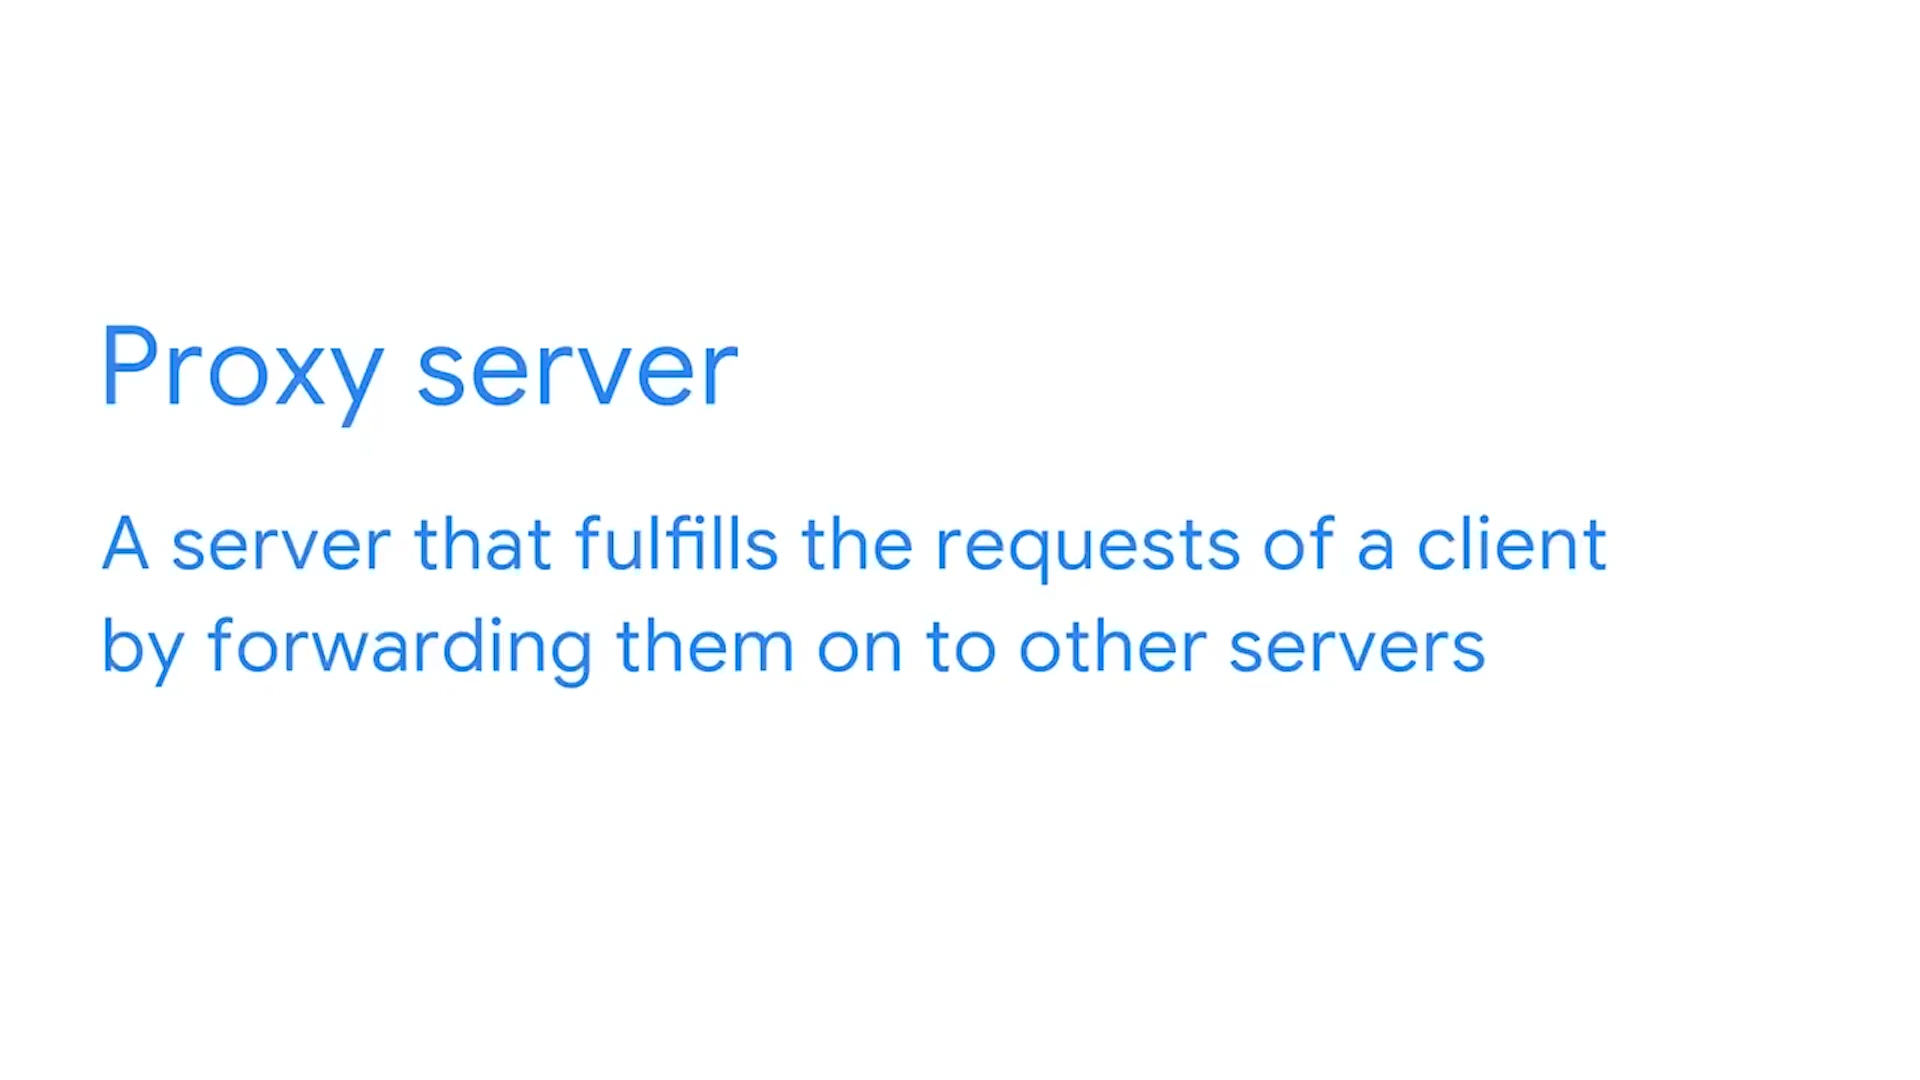 Proxy server
A server that fulfills the requests of a client
by forwarding them on to other servers